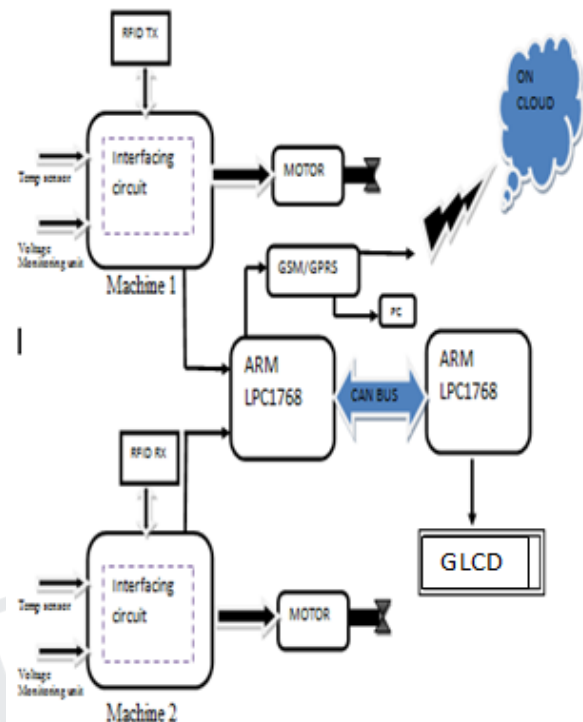 RFID TX
ON
CLOUD
Interfacing
circuit
Temp sensor
Voltage
Monitoring unit
MOTOR
Machine 1
GSM/GPRS
PC
ARM
LPC1768
CAN BUS
ARM
LPC1768
RFID RX
GLCD
Interfacing
circuit
Temp sensor
Voltage
Monitoring unit
MOTOR
Machine 2